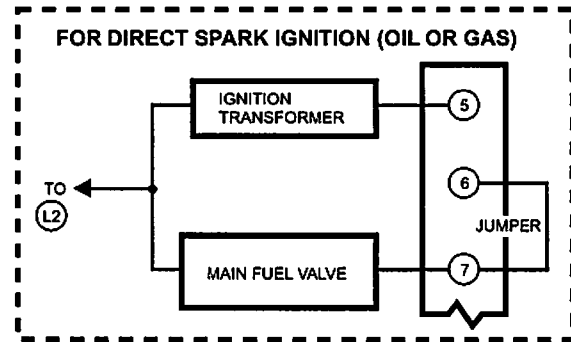 FOR DIRECT SPARK IGNITION (OIL OR GAS)
IGNITION
TRANSFORMER
5
6
TO
L2
JUMPER
MAIN FUEL VALVE
7